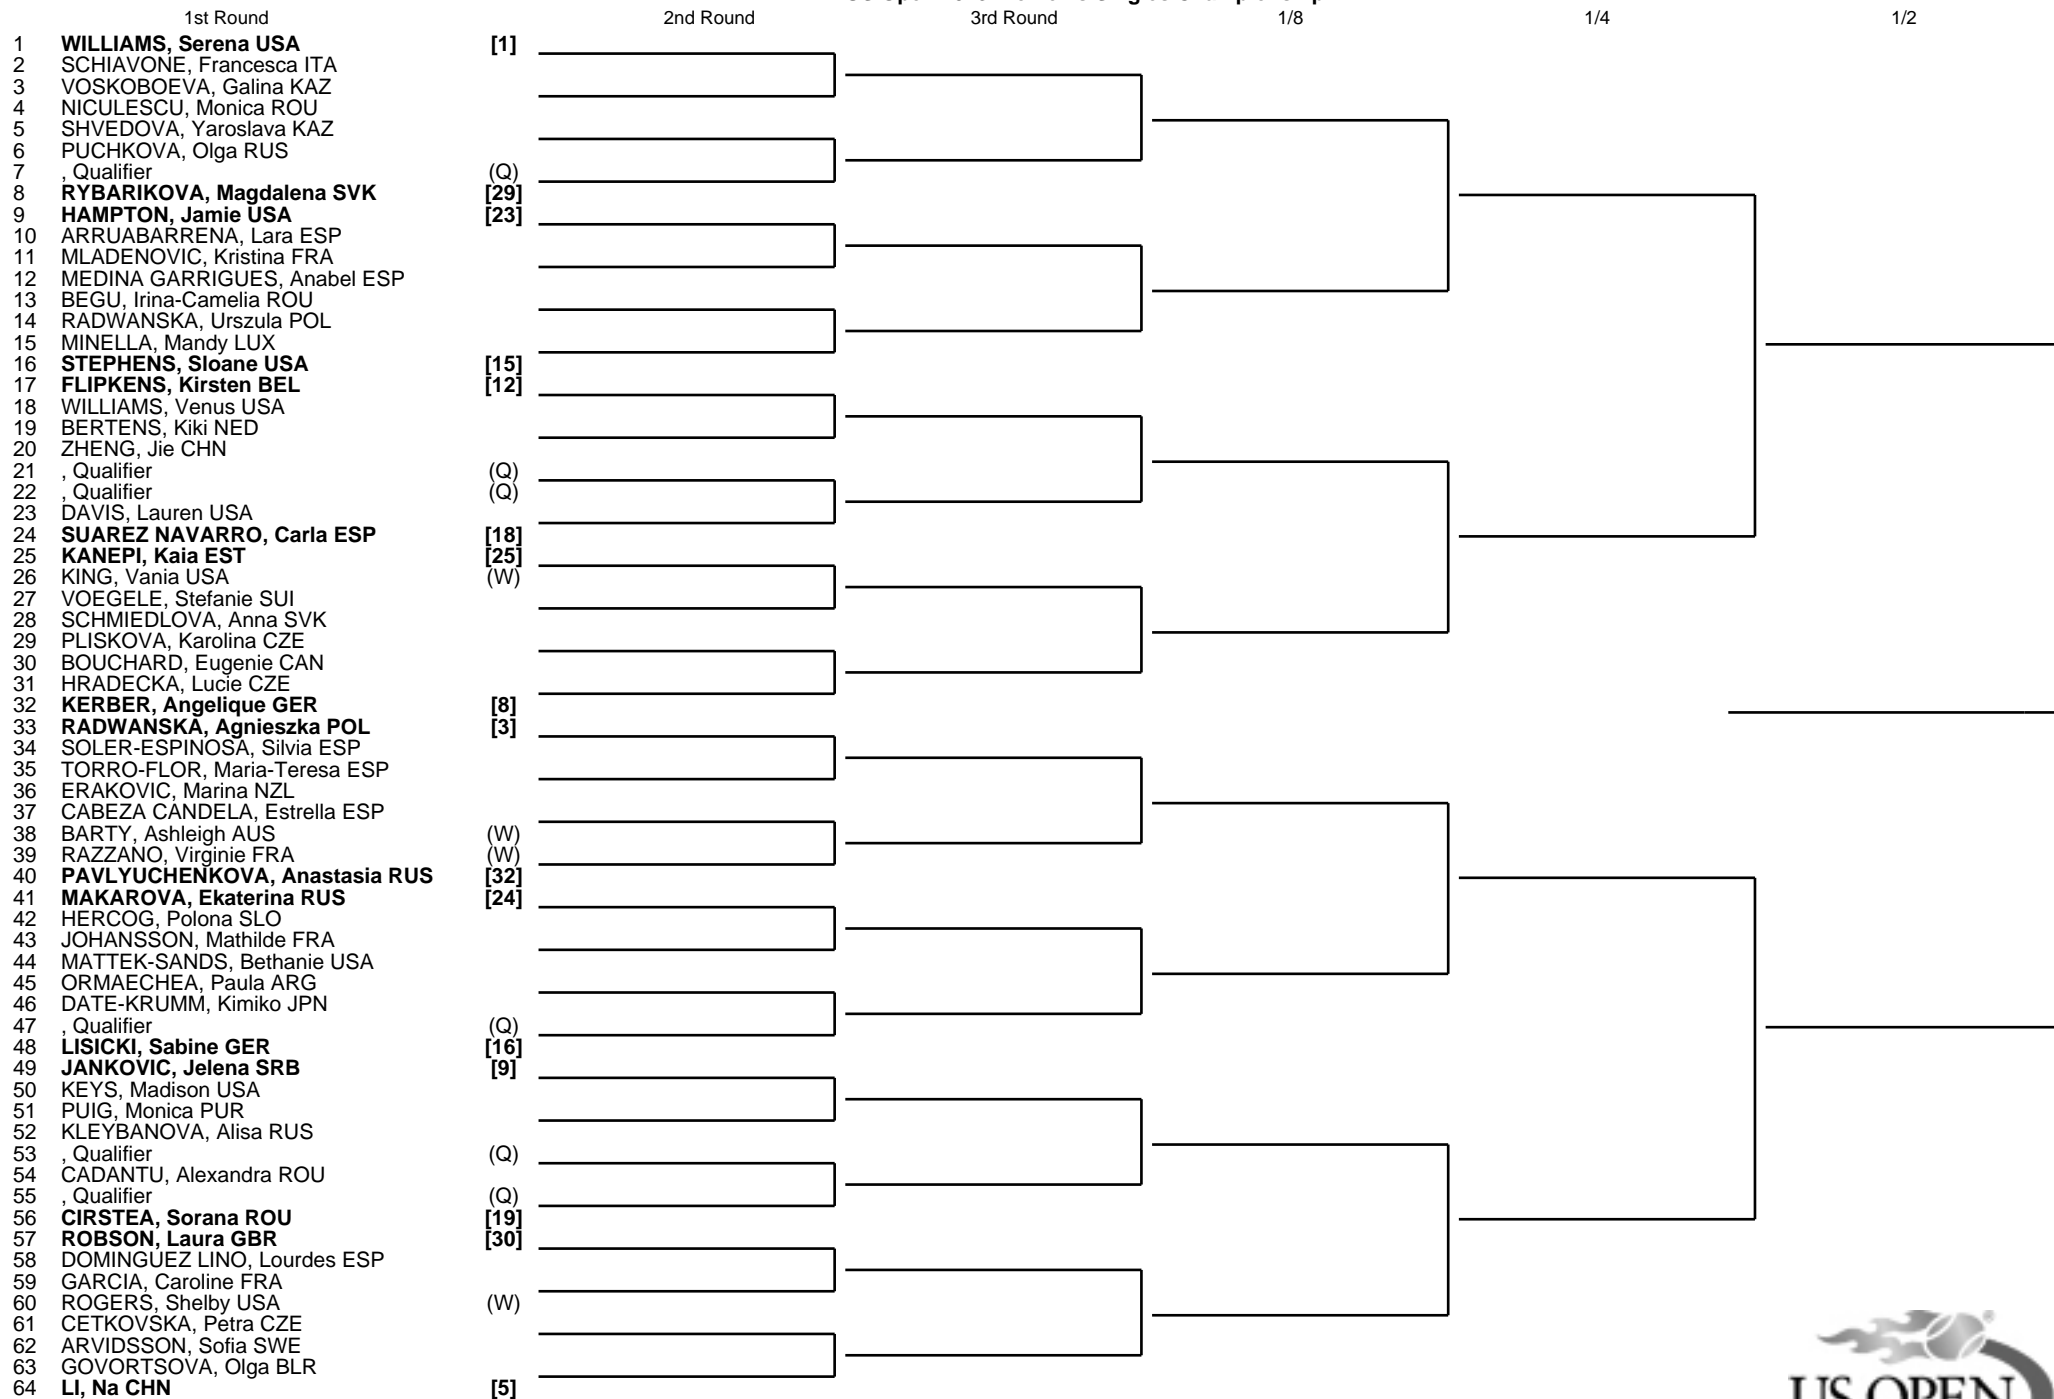 1st Round 2nd Round 3rd Round 1/8 1/4 1/2
1 WILLIAMS, Serena USA [1]
2 SCHIAVONE, Francesca ITA
3 VOSKOBOEVA, Galina KAZ
4 NICULESCU, Monica ROU
5 SHVEDOVA, Yaroslava KAZ
6 PUCHKOVA, Olga RUS
7 , Qualifier (Q)
8 RYBARIKOVA, Magdalena SVK [29]
9 HAMPTON, Jamie USA [23]
10 ARRUABARRENA, Lara ESP
11 MLADENOVIC, Kristina FRA
12 MEDINA GARRIGUES, Anabel ESP
13 BEGU, Irina-Camelia ROU
14 RADWANSKA, Urszula POL
15 MINELLA, Mandy LUX
16 STEPHENS, Sloane USA [15]
17 FLIPKENS, Kirsten BEL [12]
18 WILLIAMS, Venus USA
19 BERTENS, Kiki NED
20 ZHENG, Jie CHN
21 , Qualifier (Q)
22 , Qualifier (Q)
23 DAVIS, Lauren USA
24 SUAREZ NAVARRO, Carla ESP [18]
25 KANEPI, Kaia EST [25]
26 KING, Vania USA (W)
27 VOEGELE, Stefanie SUI
28 SCHMIEDLOVA, Anna SVK
29 PLISKOVA, Karolina CZE
30 BOUCHARD, Eugenie CAN
31 HRADECKA, Lucie CZE
32 KERBER, Angelique GER [8]
33 RADWANSKA, Agnieszka POL [3]
34 SOLER-ESPINOSA, Silvia ESP
35 TORRO-FLOR, Maria-Teresa ESP
36 ERAKOVIC, Marina NZL
37 CABEZA CANDELA, Estrella ESP
38 BARTY, Ashleigh AUS (W)
39 RAZZANO, Virginie FRA (W)
40 PAVLYUCHENKOVA, Anastasia RUS [32]
41 MAKAROVA, Ekaterina RUS [24]
42 HERCOG, Polona SLO
43 JOHANSSON, Mathilde FRA
44 MATTEK-SANDS, Bethanie USA
45 ORMAECHEA, Paula ARG
46 DATE-KRUMM, Kimiko JPN
47 , Qualifier (Q)
48 LISICKI, Sabine GER [16]
49 JANKOVIC, Jelena SRB [9]
50 KEYS, Madison USA
51 PUIG, Monica PUR
52 KLEYBANOVA, Alisa RUS
53 , Qualifier (Q)
54 CADANTU, Alexandra ROU
55 , Qualifier (Q)
56 CIRSTEA, Sorana ROU [19]
57 ROBSON, Laura GBR [30]
58 DOMINGUEZ LINO, Lourdes ESP
59 GARCIA, Caroline FRA
60 ROGERS, Shelby USA (W)
61 CETKOVSKA, Petra CZE
62 ARVIDSSON, Sofia SWE
63 GOVORTSOVA, Olga BLR
64 LI, Na CHN [5]
US OPEN